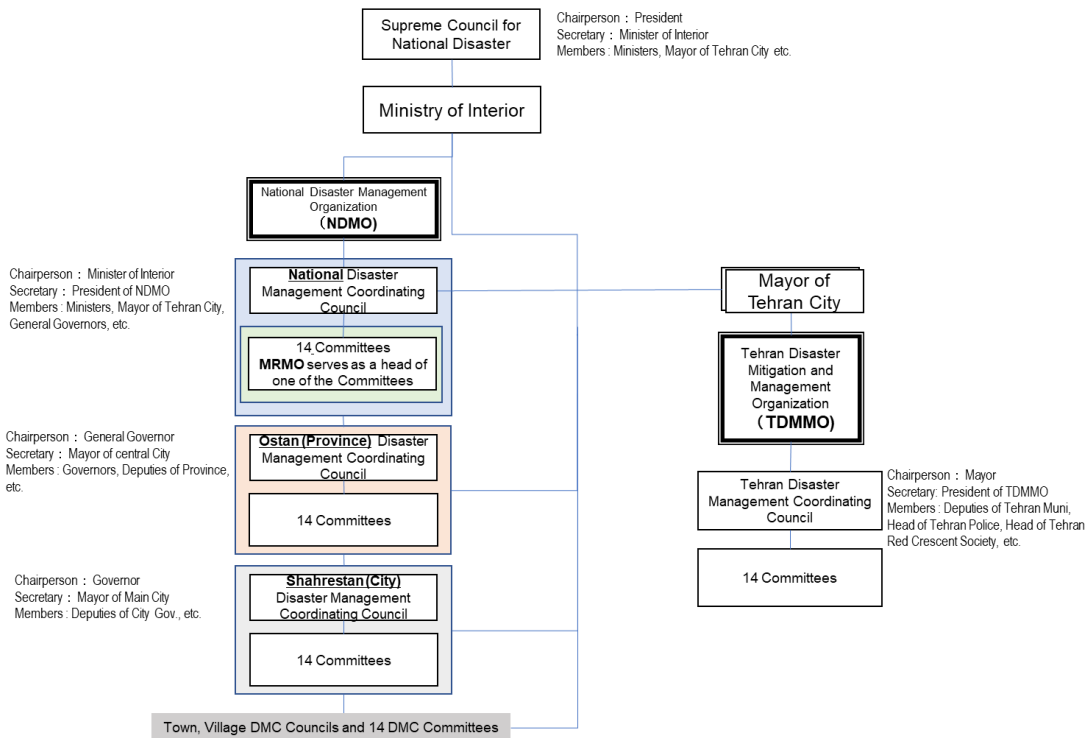 Supreme Council for
National Disaster
Chairperson : President
Secretary : Minister of Interior
Members : Ministers, Mayor of Tehran City etc.
Ministry of Interior
National Disaster Management
Organization
(NDMO)
Chairperson : Minister of Interior
Secretary : President of NDMO
Members : Ministers, Mayor of Tehran City,
General Governors, etc.
National Disaster
Management Coordinating
Council
14 Committees
MRMO serves as a head of
one of the Committees
Mayor of
Tehran City
Tehran Disaster
Mitigation and
Management
Organization
(TDMMO)
Chairperson : General Governor
Secretary : Mayor of central City
Members : Governors, Deputies of Province,
etc.
Ostan (Province) Disaster
Management Coordinating
Council
14 Committees
Tehran Disaster
Management Coordinating
Council
Chairperson : Mayor
Secretary: President of TDMMO
Members : Deputies of Tehran Muni,
Head of Tehran Police, Head of Tehran
Red Crescent Society, etc.
14 Committees
Chairperson : Governor
Secretary : Mayor of Main City
Members : Deputies of City Gov., etc.
Shahrestan (City)
Disaster Management
Coordinating Council
14 Committees
Town, Village DMC Councils and 14 DMC Committees